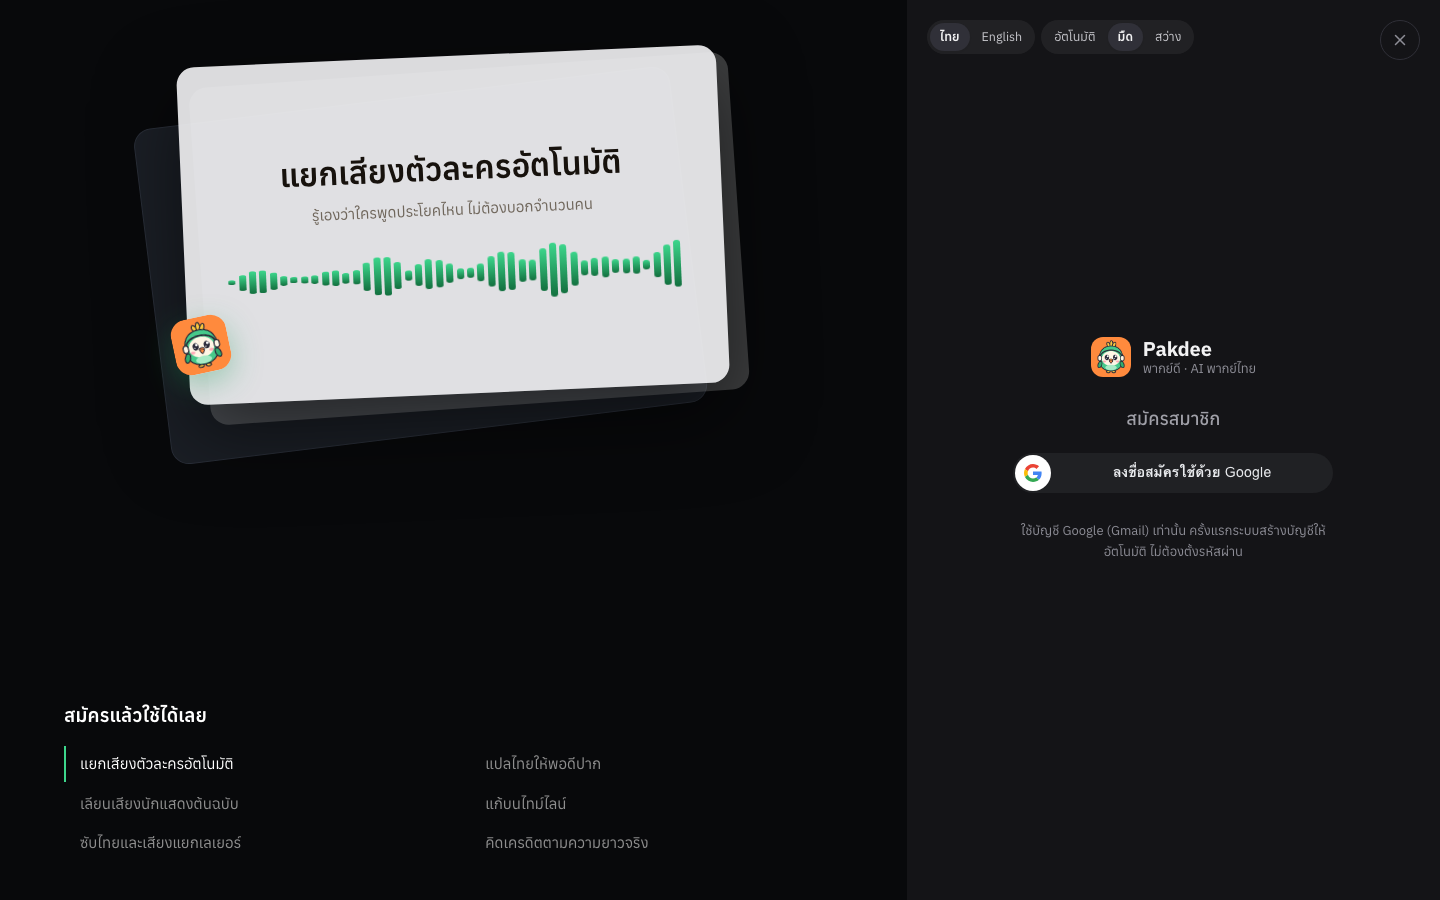 แยกเสียงตัวละครอัตโนมัติ
รู้เองว่าใครพูดประโยคไหน ไม่ต้องบอกจำนวนคน
สมัครแล้วใช้ได้เลย
แยกเสียงตัวละครอัตโนมัติ
แปลไทยให้พอดีปาก
เลียนเสียงนักแสดงต้นฉบับ
แก้บนไทม์ไลน์
ซับไทยและเสียงแยกเลเยอร์
คิดเครดิตตามความยาวจริง
ไทย English อัตโนมัติ มืด สว่าง
Pakdee
พากย์ดี · AI พากย์ไทย
สมัครสมาชิก
ลงชื่อสมัครใช้ด้วย Google
ใช้บัญชี Google (Gmail) เท่านั้น ครั้งแรกระบบสร้างบัญชีให้
อัตโนมัติ ไม่ต้องตั้งรหัสผ่าน